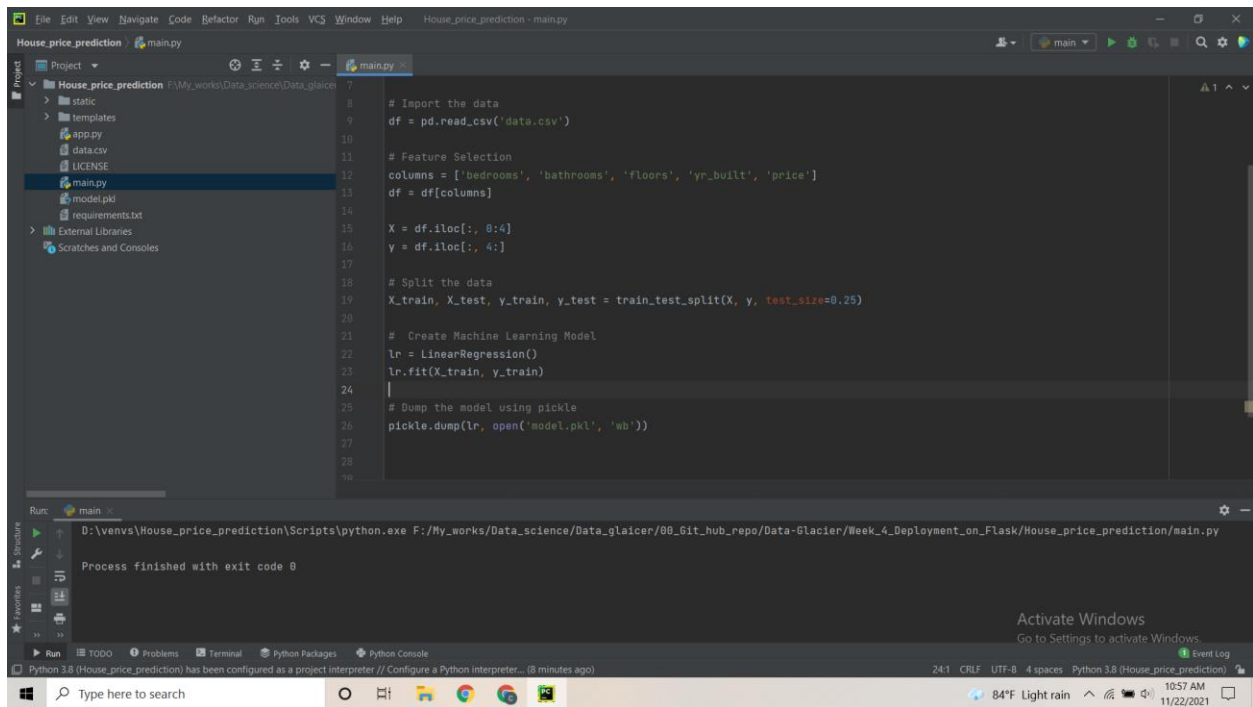 File Edit View Navigate Code Refactor Run Tools VCS Window Help House_price_prediction - main.py
House_price_prediction main.py
main
Project
Project
main.py
House_price_prediction F:\My_works\Data_science\Data_glaicer
static
templates
app.py
data.csv
LICENSE
main.py
model.pkl
requirements.txt
External Libraries
Scratches and Consoles
1
7
8 # Import the data
9 df = pd.read_csv('data.csv')
10
11 # Feature Selection
12 columns = ['bedrooms', 'bathrooms', 'floors', 'yr_built', 'price']
13 df = df[columns]
14
15 X = df.iloc[:, 0:4]
16 y = df.iloc[:, 4:]
17
18 # Split the data
19 X_train, X_test, y_train, y_test = train_test_split(X, y, test_size=0.25)
20
21 # Create Machine Learning Model
22 lr = LinearRegression()
23 lr.fit(X_train, y_train)
24
25 # Dump the model using pickle
26 pickle.dump(lr, open('model.pkl', 'wb'))
27
28
29
Run: main
D:\venvs\House_price_prediction\Scripts\python.exe F:/My_works/Data_science/Data_glaicer/00_Git_hub_repo/Data-Glacier/Week_4_Deployment_on_Flask/House_price_prediction/main.py
Process finished with exit code 0
Structure
Favorites
Activate Windows
Go to Settings to activate Windows.
Run TODO Problems Terminal Python Packages Python Console 1 Event Log
Python 3.8 (House_price_prediction) has been configured as a project interpreter // Configure a Python interpreter... (8 minutes ago) 24:1 CRLF UTF-8 4 spaces Python 3.8 (House_price_prediction)
Type here to search
84°F Light rain
10:57 AM
11/22/2021